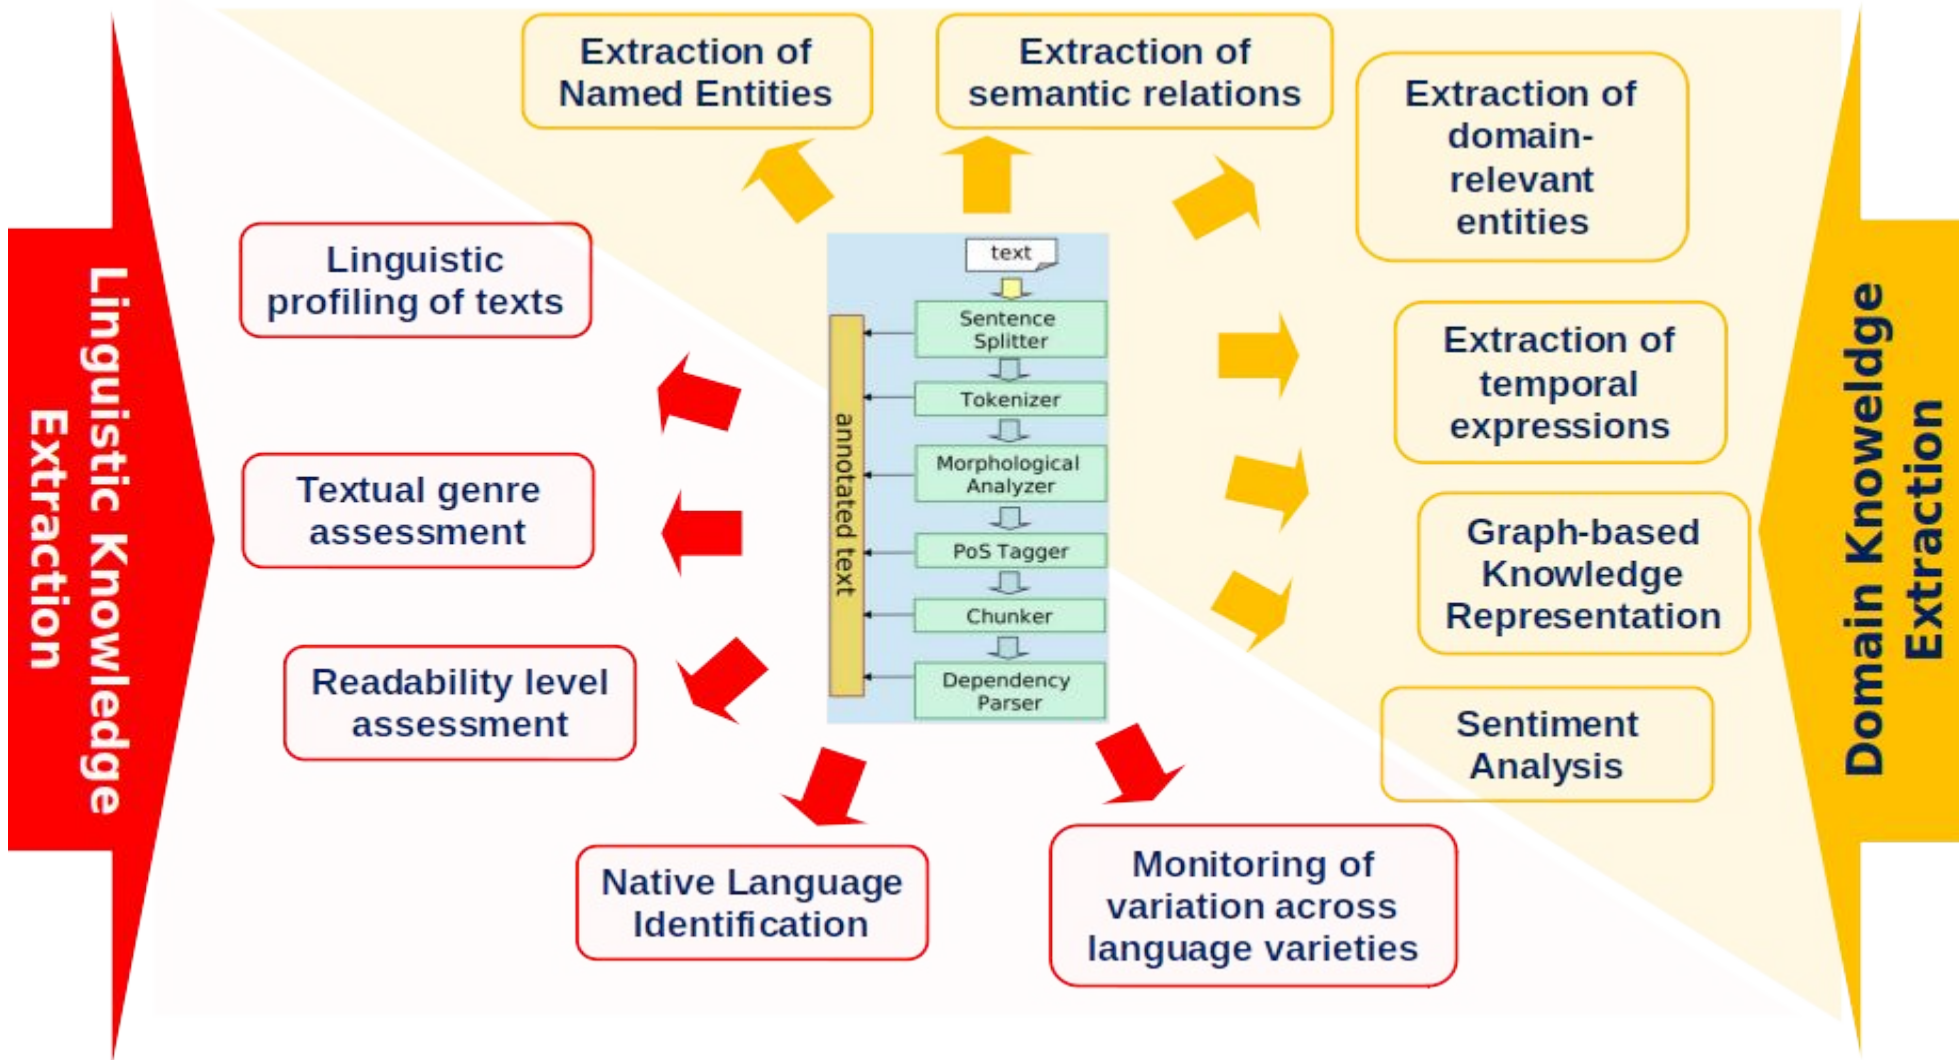 Linguistic Knowledge
Extraction
Extraction of
Named Entities
Extraction of
semantic relations
Extraction of
domain-
relevant
entities
Linguistic
profiling of texts
Textual genre
assessment
Readability level
assessment
Native Language
Identification
Monitoring of
variation across
language varieties
text
Sentence
Splitter
Tokenizer
Morphological
Analyzer
PoS Tagger
Chunker
Dependency
Parser
annotated text
Extraction of
temporal
expressions
Graph-based
Knowledge
Representation
Sentiment
Analysis
Domain Knoweldge
Extraction